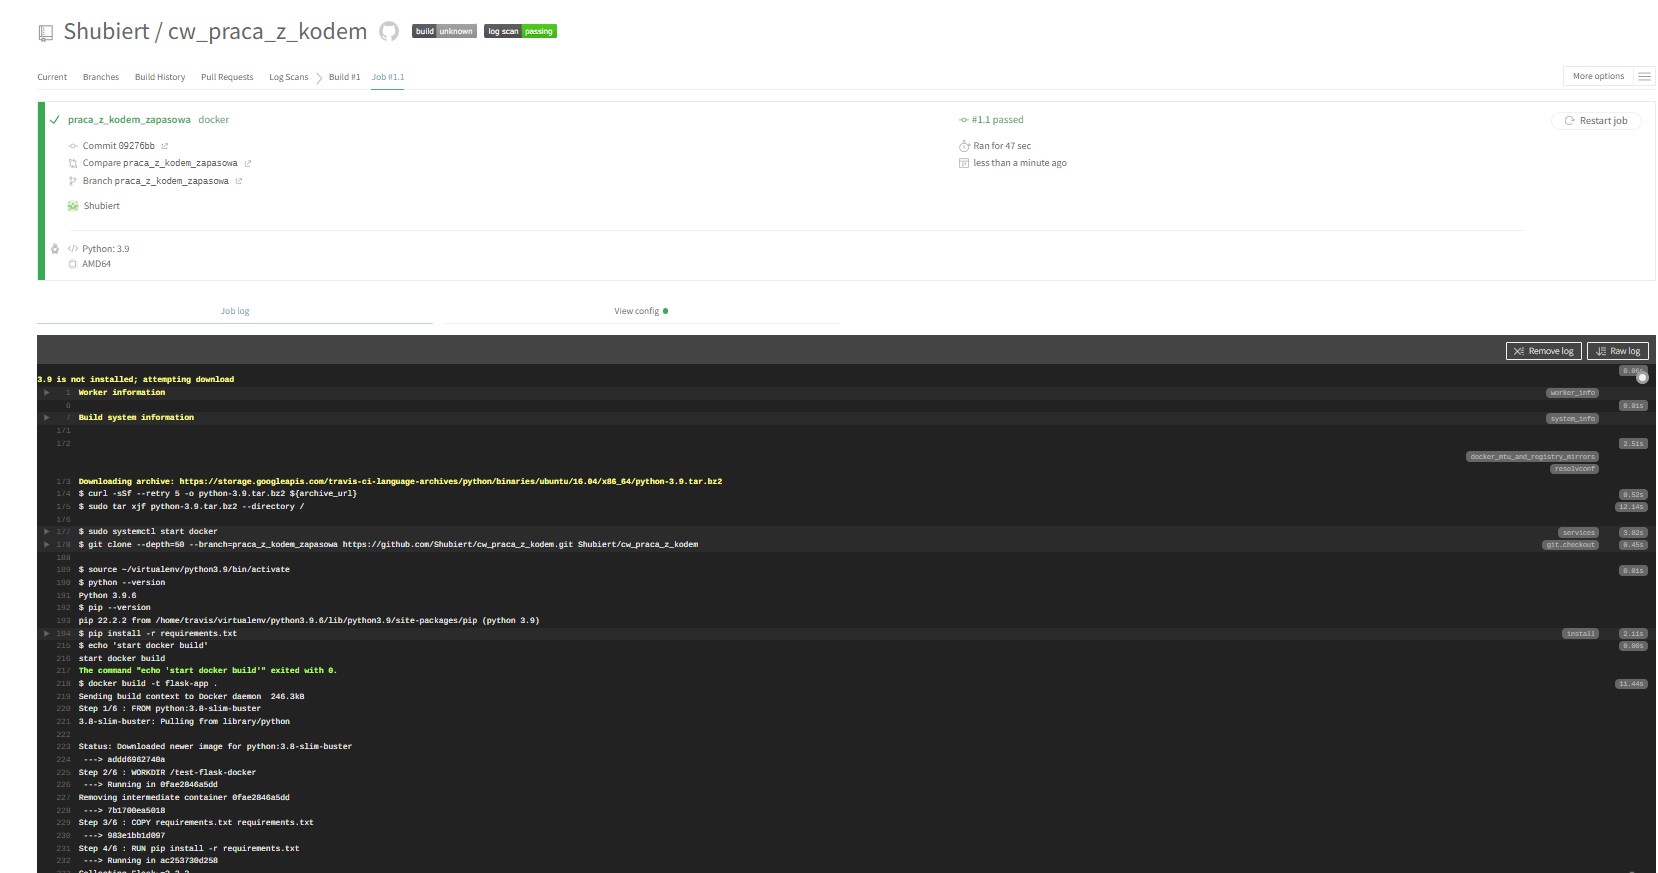 Shubiert / cw_praca_z_kodem build unknown log scan passing
Current Branches Build History Pull Requests Log Scans Build #1 Job #1.1 More options
praca_z_kodem_zapasowa docker
Commit 09276bb
Compare praca_z_kodem_zapasowa
Branch praca_z_kodem_zapasowa
Shubiert
#1.1 passed
Ran for 47 sec
less than a minute ago
Restart job
Python: 3.9
AMD64
Job log View config
Remove log Raw log
3.9 is not installed; attempting download 0.06s
1 Worker information worker_info
6 0.01s
7 Build system information system_info
171
172 2.51s
docker_mtu_and_registry_mirrors
resolvconf
173 Downloading archive: https://storage.googleapis.com/travis-ci-language-archives/python/binaries/ubuntu/16.04/x86_64/python-3.9.tar.bz2
174 $ curl -sSf --retry 5 -o python-3.9.tar.bz2 ${archive_url} 0.52s
175 $ sudo tar xjf python-3.9.tar.bz2 --directory / 12.14s
176
177 $ sudo systemctl start docker services 3.02s
178 $ git clone --depth=50 --branch=praca_z_kodem_zapasowa https://github.com/Shubiert/cw_praca_z_kodem.git Shubiert/cw_praca_z_kodem git.checkout 0.45s
188
189 $ source ~/virtualenv/python3.9/bin/activate 0.01s
190 $ python --version
191 Python 3.9.6
192 $ pip --version
193 pip 22.2.2 from /home/travis/virtualenv/python3.9.6/lib/python3.9/site-packages/pip (python 3.9)
194 $ pip install -r requirements.txt install 2.11s
215 $ echo 'start docker build' 0.00s
216 start docker build
217 The command "echo 'start docker build'" exited with 0.
218 $ docker build -t flask-app . 11.44s
219 Sending build context to Docker daemon  246.3kB
220 Step 1/6 : FROM python:3.8-slim-buster
221 3.8-slim-buster: Pulling from library/python
222
223 Status: Downloaded newer image for python:3.8-slim-buster
224 ---> addd6962740a
225 Step 2/6 : WORKDIR /test-flask-docker
226 ---> Running in 0fae2846a5dd
227 Removing intermediate container 0fae2846a5dd
228 ---> 7b1700ea5018
229 Step 3/6 : COPY requirements.txt requirements.txt
230 ---> 983e1bb1d097
231 Step 4/6 : RUN pip install -r requirements.txt
232 ---> Running in ac253730d258